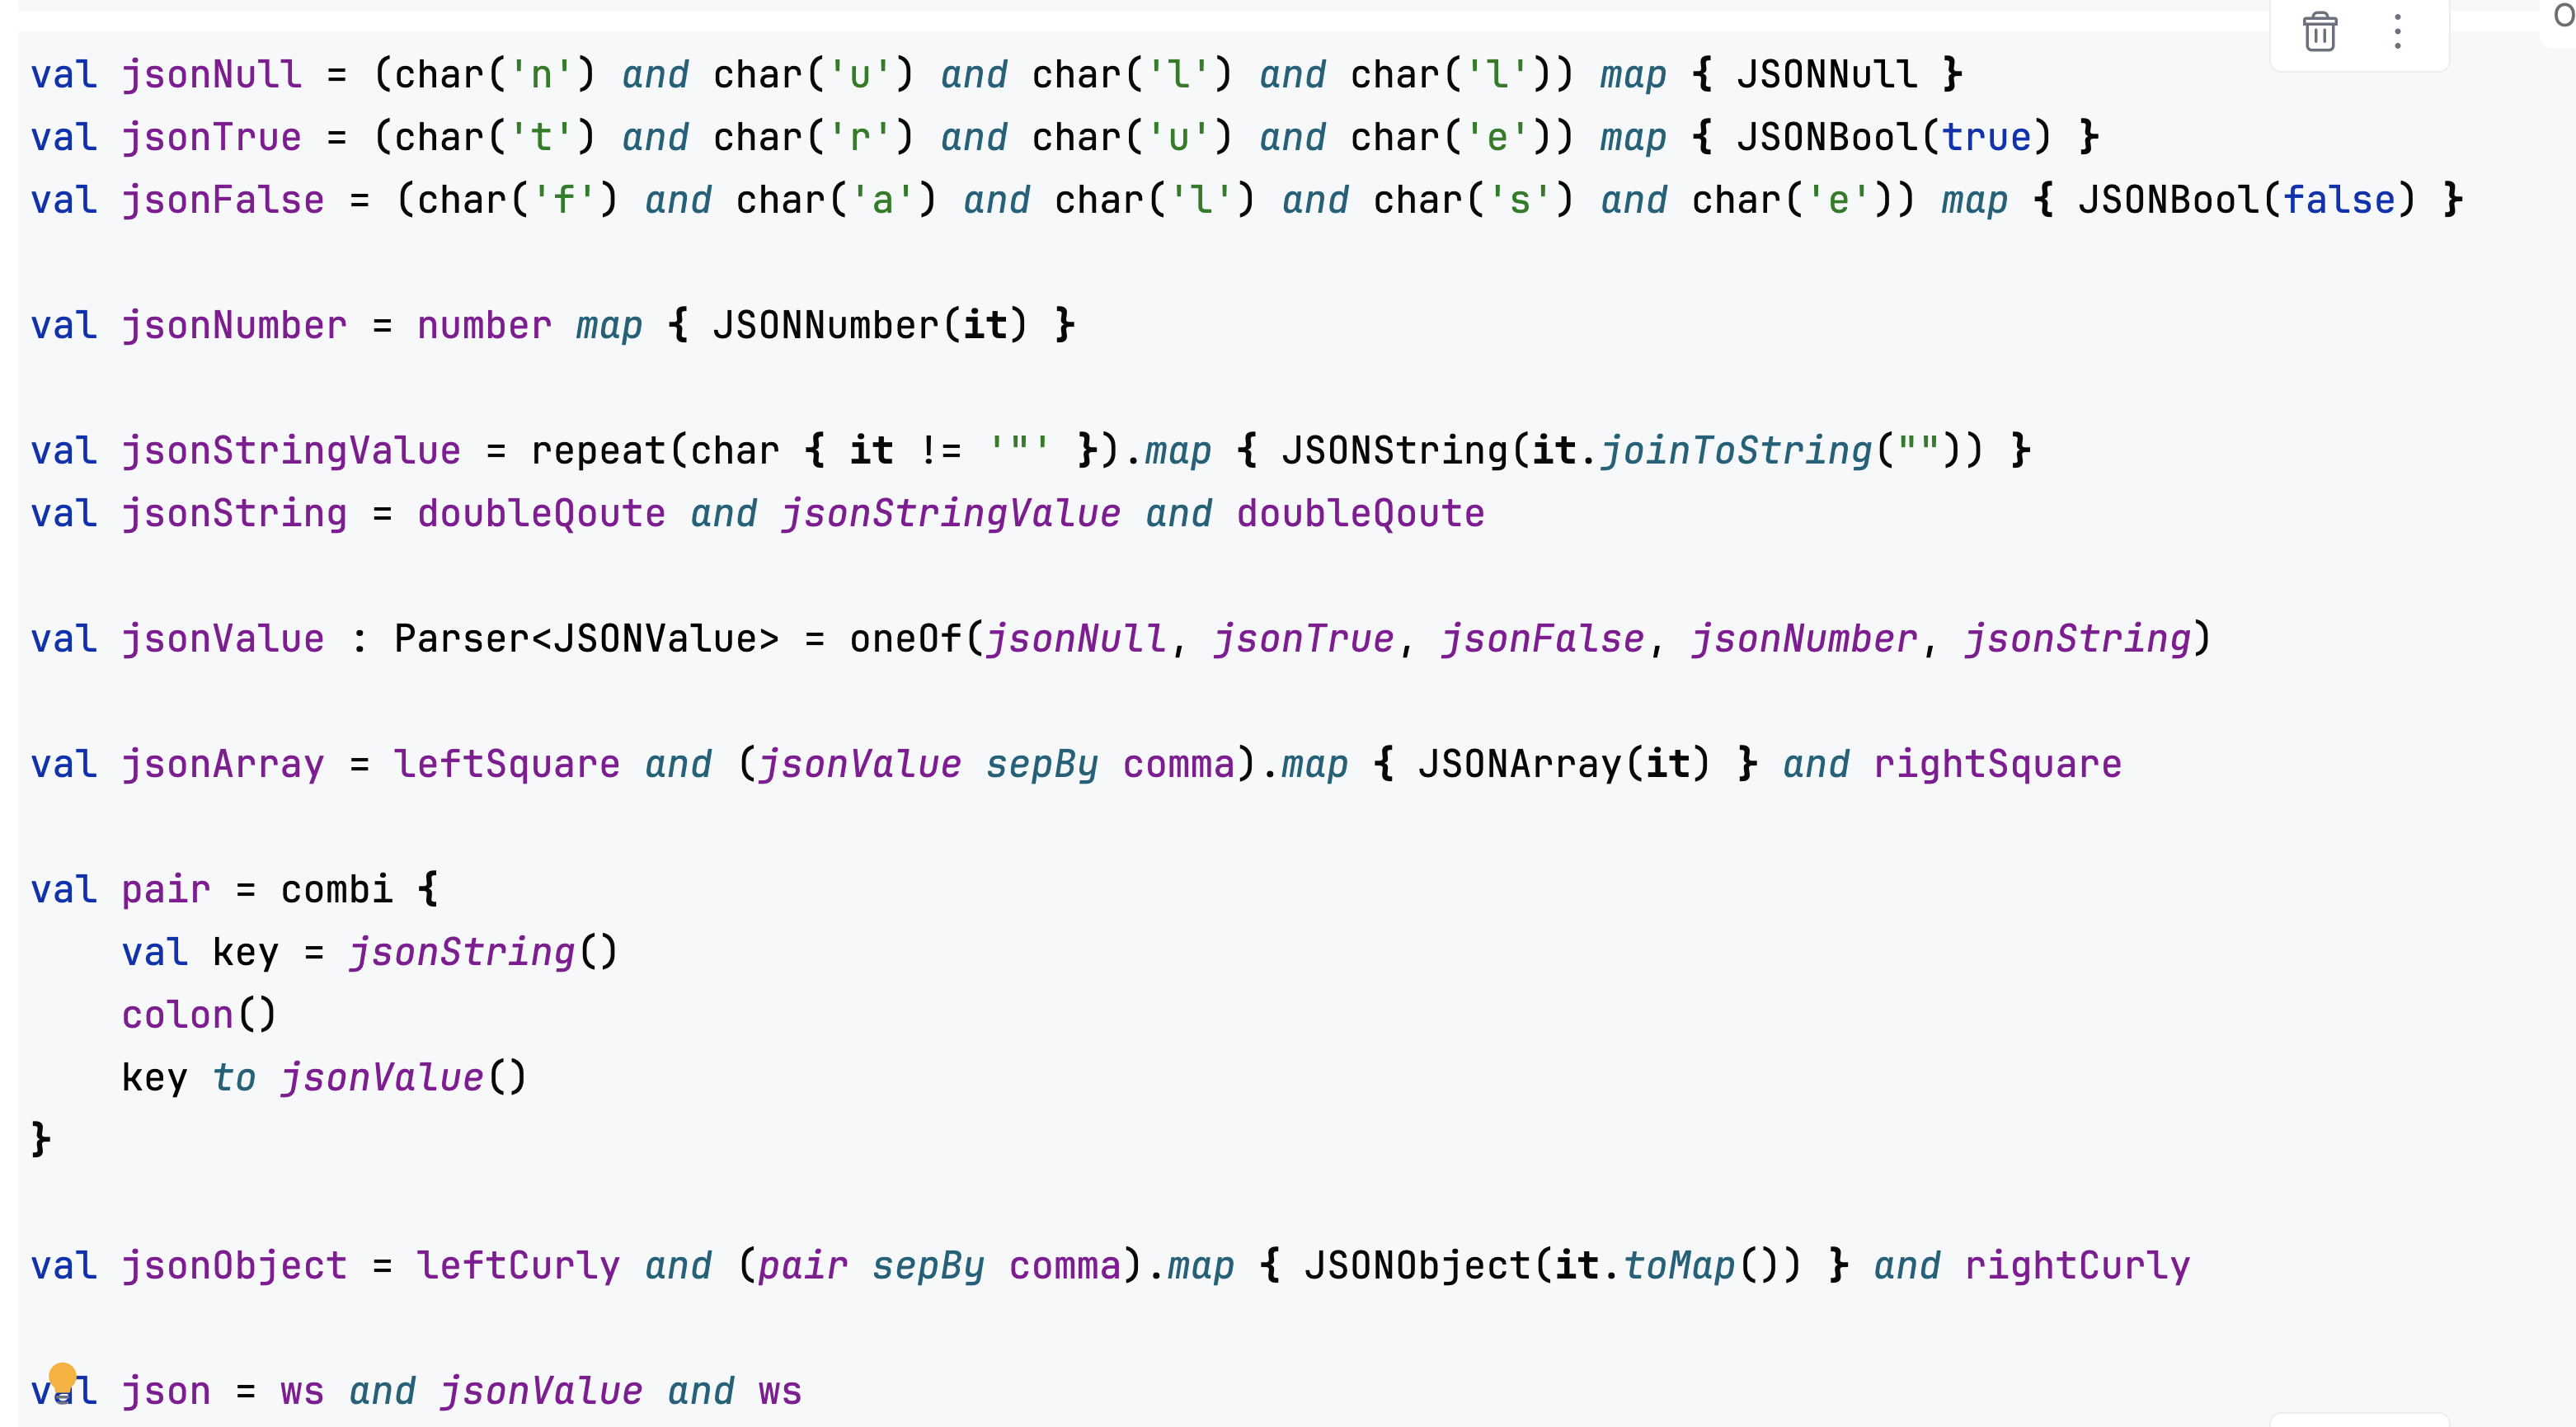 val jsonNull = (char('n') and char('u') and char('l') and char('l')) map { JSONNull }
val jsonTrue = (char('t') and char('r') and char('u') and char('e')) map { JSONBool(true) }
val jsonFalse = (char('f') and char('a') and char('l') and char('s') and char('e')) map { JSONBool(false) }
val jsonNumber = number map { JSONNumber(it) }
val jsonStringValue = repeat(char { it != '"' }).map { JSONString(it.joinToString("")) }
val jsonString = doubleQoute and jsonStringValue and doubleQoute
val jsonValue : Parser<JSONValue> = oneOf(jsonNull, jsonTrue, jsonFalse, jsonNumber, jsonString)
val jsonArray = leftSquare and (jsonValue sepBy comma).map { JSONArray(it) } and rightSquare
val pair = combi {
    val key = jsonString()
    colon()
    key to jsonValue()
}
val jsonObject = leftCurly and (pair sepBy comma).map { JSONObject(it.toMap()) } and rightCurly
val json = ws and jsonValue and ws